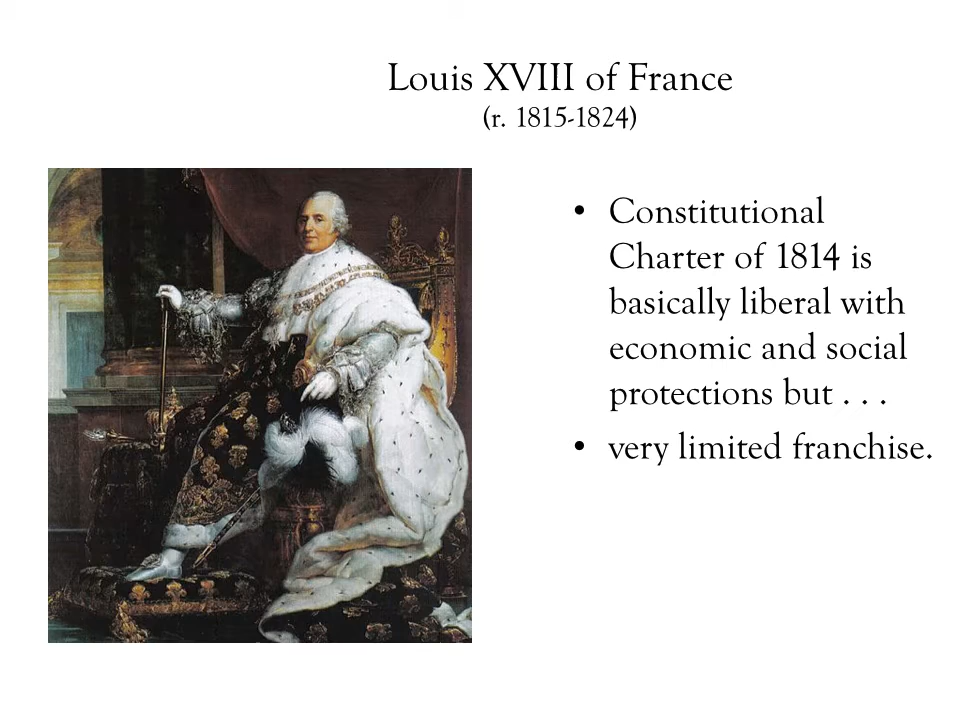 Louis XVIII of France
(r. 1815-1824)
• Constitutional
Charter of 1814 is
basically liberal with
economic and social
protections but . . .
• very limited franchise.